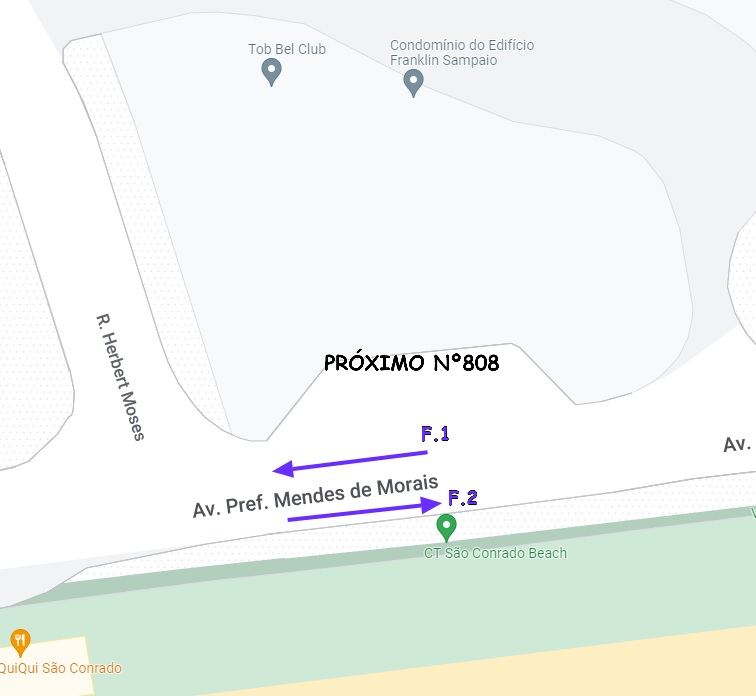 Tob Bel Club
Condomínio do Edifício
Franklin Sampaio
R. Herbert Moses
PRÓXIMO Nº808
F.1
Av.
Av. Pref. Mendes de Morais
F.2
CT São Conrado Beach
QuiQui São Conrado